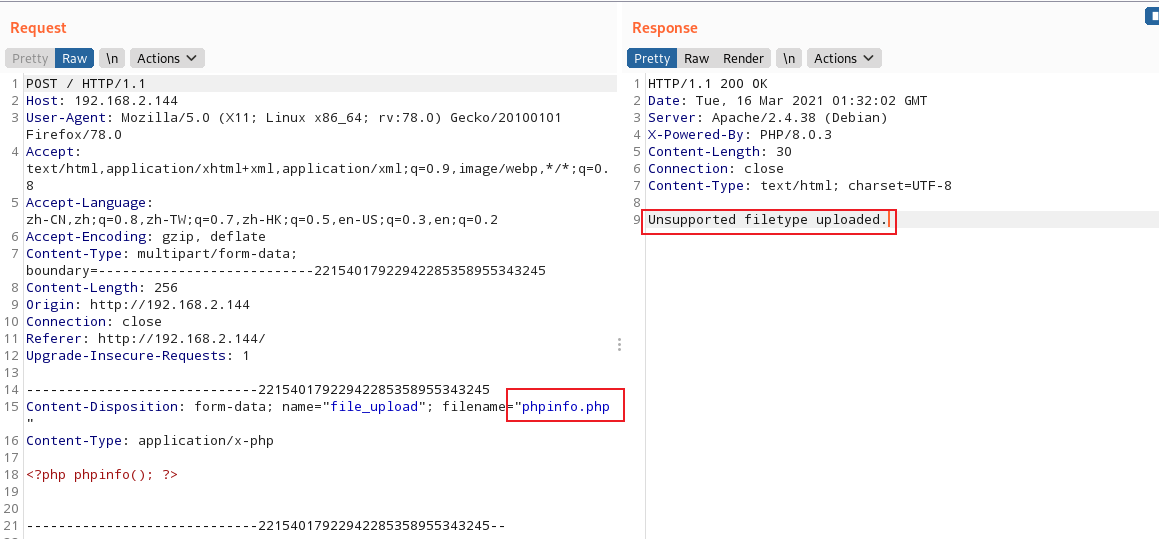 Request
Pretty Raw \n Actions
1 POST / HTTP/1.1
2 Host: 192.168.2.144
3 User-Agent: Mozilla/5.0 (X11; Linux x86_64; rv:78.0) Gecko/20100101
Firefox/78.0
4 Accept:
text/html,application/xhtml+xml,application/xml;q=0.9,image/webp,*/*;q=0.
8
5 Accept-Language:
zh-CN,zh;q=0.8,zh-TW;q=0.7,zh-HK;q=0.5,en-US;q=0.3,en;q=0.2
6 Accept-Encoding: gzip, deflate
7 Content-Type: multipart/form-data;
boundary=---------------------------22154017922942285358955343245
8 Content-Length: 256
9 Origin: http://192.168.2.144
10 Connection: close
11 Referer: http://192.168.2.144/
12 Upgrade-Insecure-Requests: 1
13
14 -----------------------------221540179229422​85358955343245
15 Content-Disposition: form-data; name="file_upload"; filename="phpinfo.php
"
16 Content-Type: application/x-php
17
18 <?php phpinfo(); ?>
19
20
21 -----------------------------221540179229422​85358955343245--
Response
Pretty Raw Render \n Actions
1 HTTP/1.1 200 OK
2 Date: Tue, 16 Mar 2021 01:32:02 GMT
3 Server: Apache/2.4.38 (Debian)
4 X-Powered-By: PHP/8.0.3
5 Content-Length: 30
6 Connection: close
7 Content-Type: text/html; charset=UTF-8
8
9 Unsupported filetype uploaded.